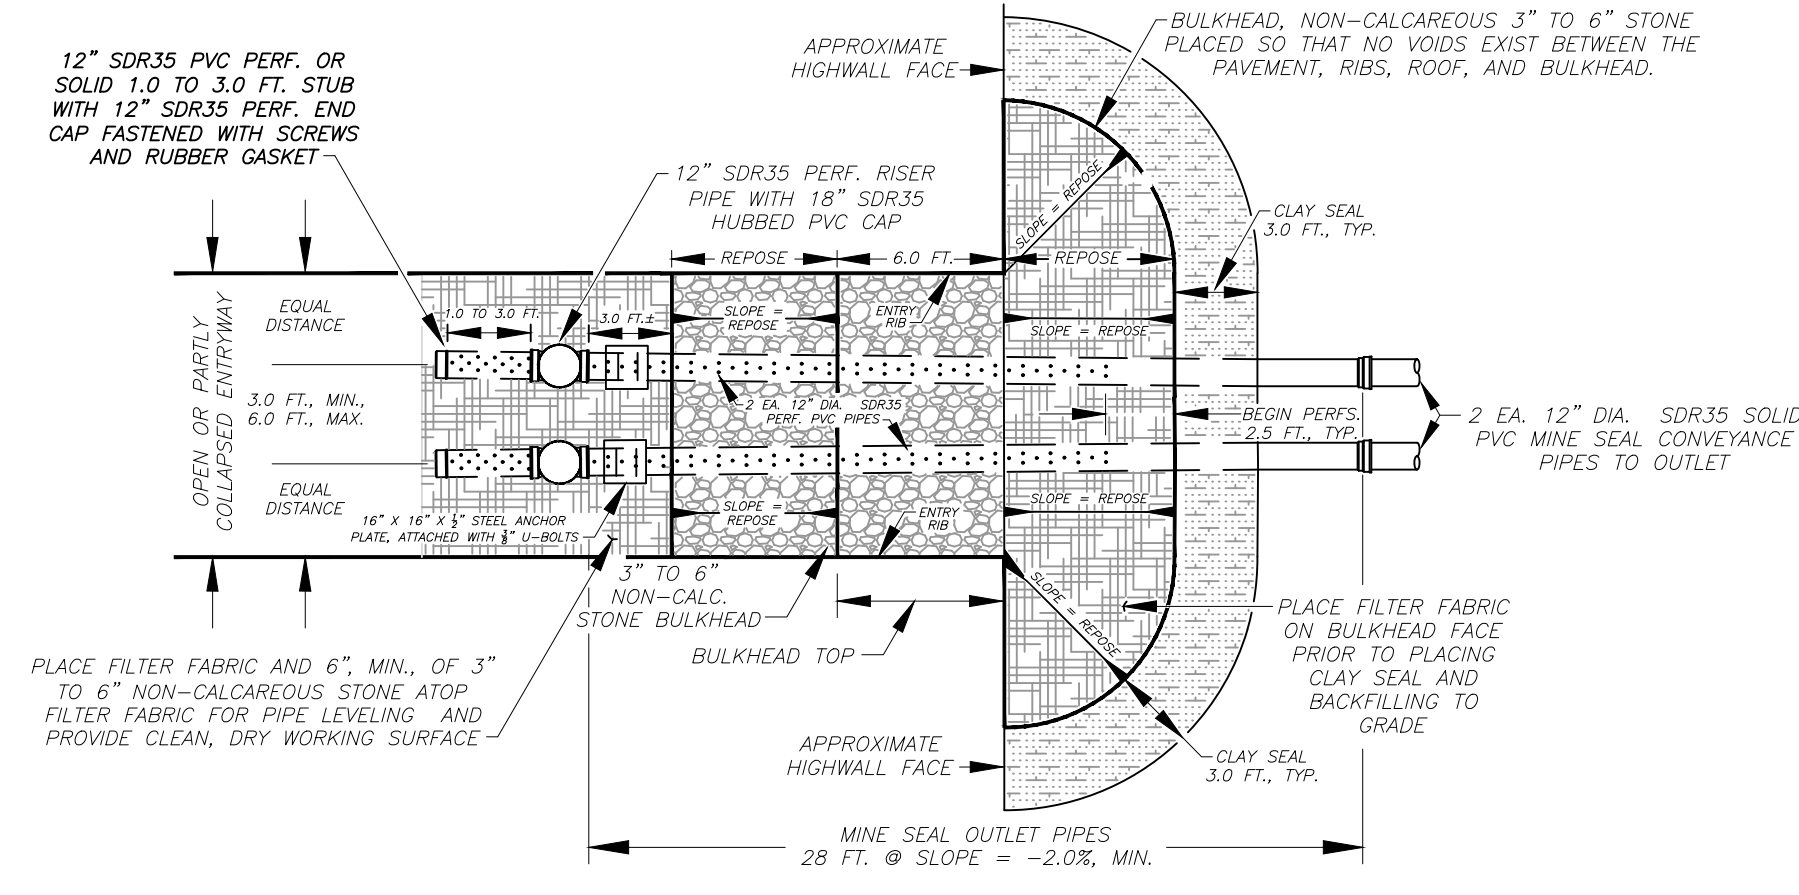 12” SDR35 PVC PERF. OR
SOLID 1.0 TO 3.0 FT. STUB
WITH 12” SDR35 PERF. END
CAP FASTENED WITH SCREWS
AND RUBBER GASKET
APPROXIMATE
HIGHWALL FACE
BULKHEAD, NON-CALCAREOUS 3” TO 6” STONE
PLACED SO THAT NO VOIDS EXIST BETWEEN THE
PAVEMENT, RIBS, ROOF, AND BULKHEAD.
12” SDR35 PERF. RISER
PIPE WITH 18” SDR35
HUBBED PVC CAP
SLOPE = REPOSE
CLAY SEAL
3.0 FT., TYP.
REPOSE
6.0 FT.
REPOSE
OPEN OR PARTLY
COLLAPSED ENTRYWAY
EQUAL
DISTANCE
1.0 TO 3.0 FT.
3.0 FT.±
SLOPE =
REPOSE
ENTRY
RIB
SLOPE = REPOSE
3.0 FT., MIN.,
6.0 FT., MAX.
2 EA. 12” DIA. SDR35
PERF. PVC PIPES
BEGIN PERFS.
2.5 FT., TYP.
2 EA. 12” DIA. SDR35 SOLID
PVC MINE SEAL CONVEYANCE
PIPES TO OUTLET
EQUAL
DISTANCE
16” X 16” X ½” STEEL ANCHOR
PLATE, ATTACHED WITH ⅜” U-BOLTS
SLOPE =
REPOSE
ENTRY
RIB
SLOPE = REPOSE
3” TO 6”
NON-CALC.
STONE BULKHEAD
SLOPE = REPOSE
BULKHEAD TOP
PLACE FILTER FABRIC
ON BULKHEAD FACE
PRIOR TO PLACING
CLAY SEAL AND
BACKFILLING TO
GRADE
PLACE FILTER FABRIC AND 6”, MIN., OF 3”
TO 6” NON-CALCAREOUS STONE ATOP
FILTER FABRIC FOR PIPE LEVELING AND
PROVIDE CLEAN, DRY WORKING SURFACE
APPROXIMATE
HIGHWALL FACE
CLAY SEAL
3.0 FT., TYP.
MINE SEAL OUTLET PIPES
28 FT. @ SLOPE = -2.0%, MIN.